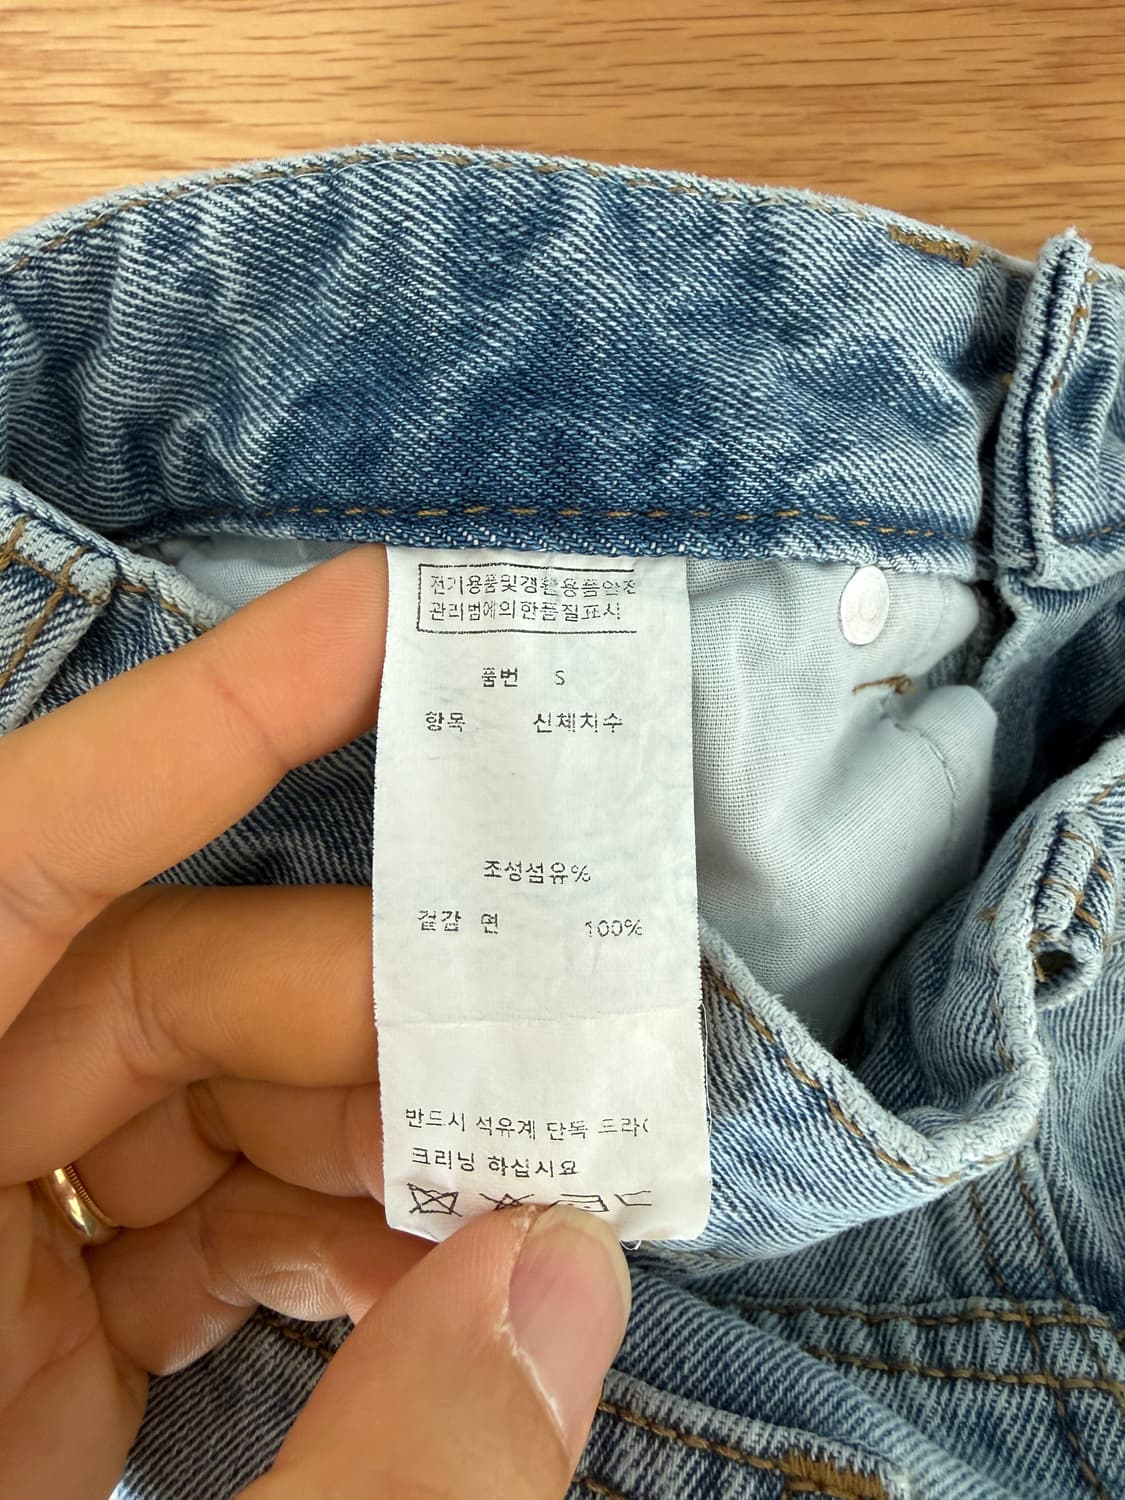 전기용품및생활용품안전
관리법에의한품질표시
품번 S
항목 신체치수
조성섬유%
겉감 면 100%
반드시 석유계 단독 드라
크리닝 하십시요